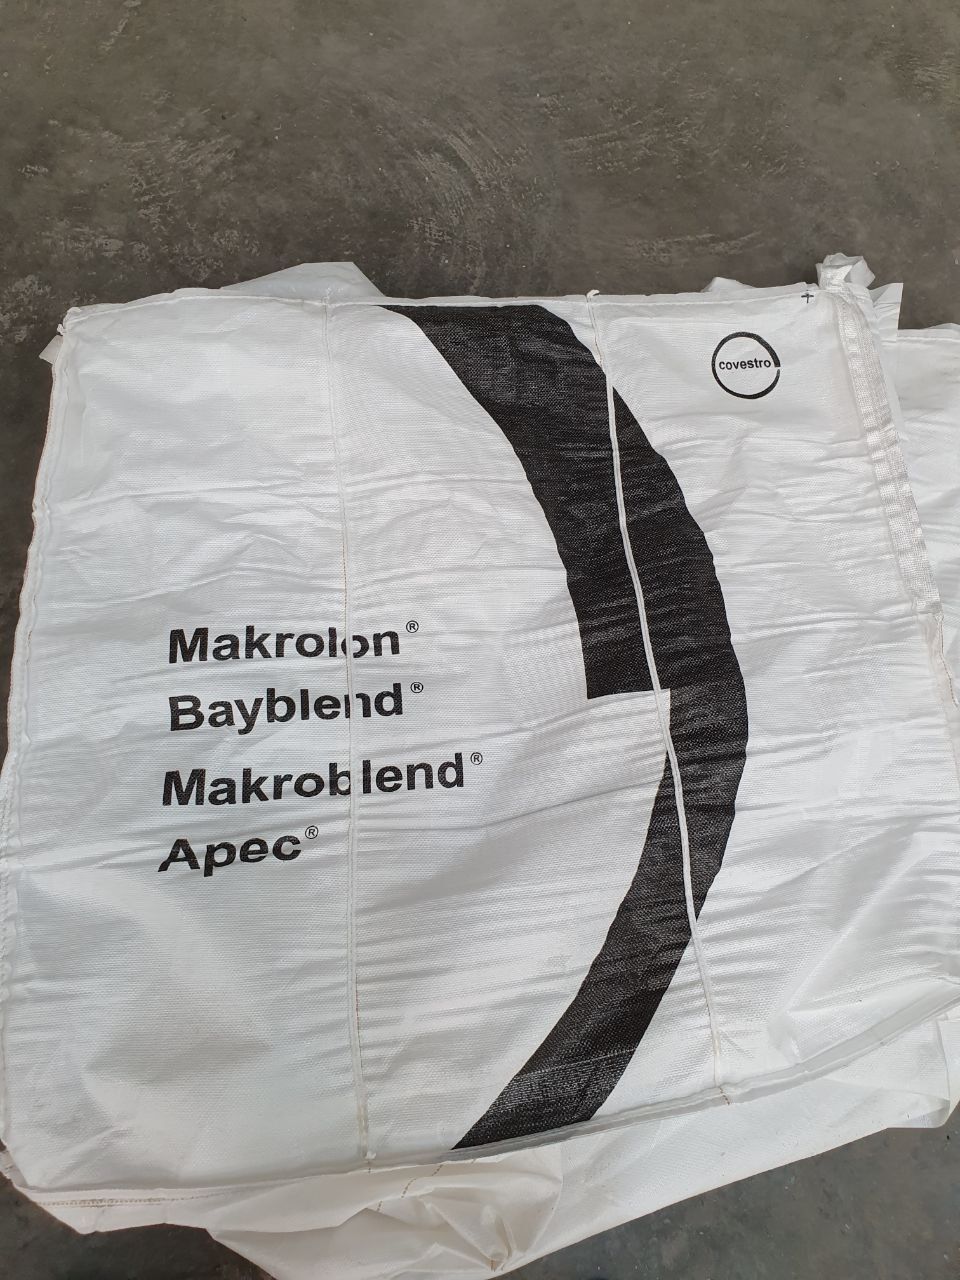 covestro
Makrolon®
Bayblend®
Makroblend®
Apec®